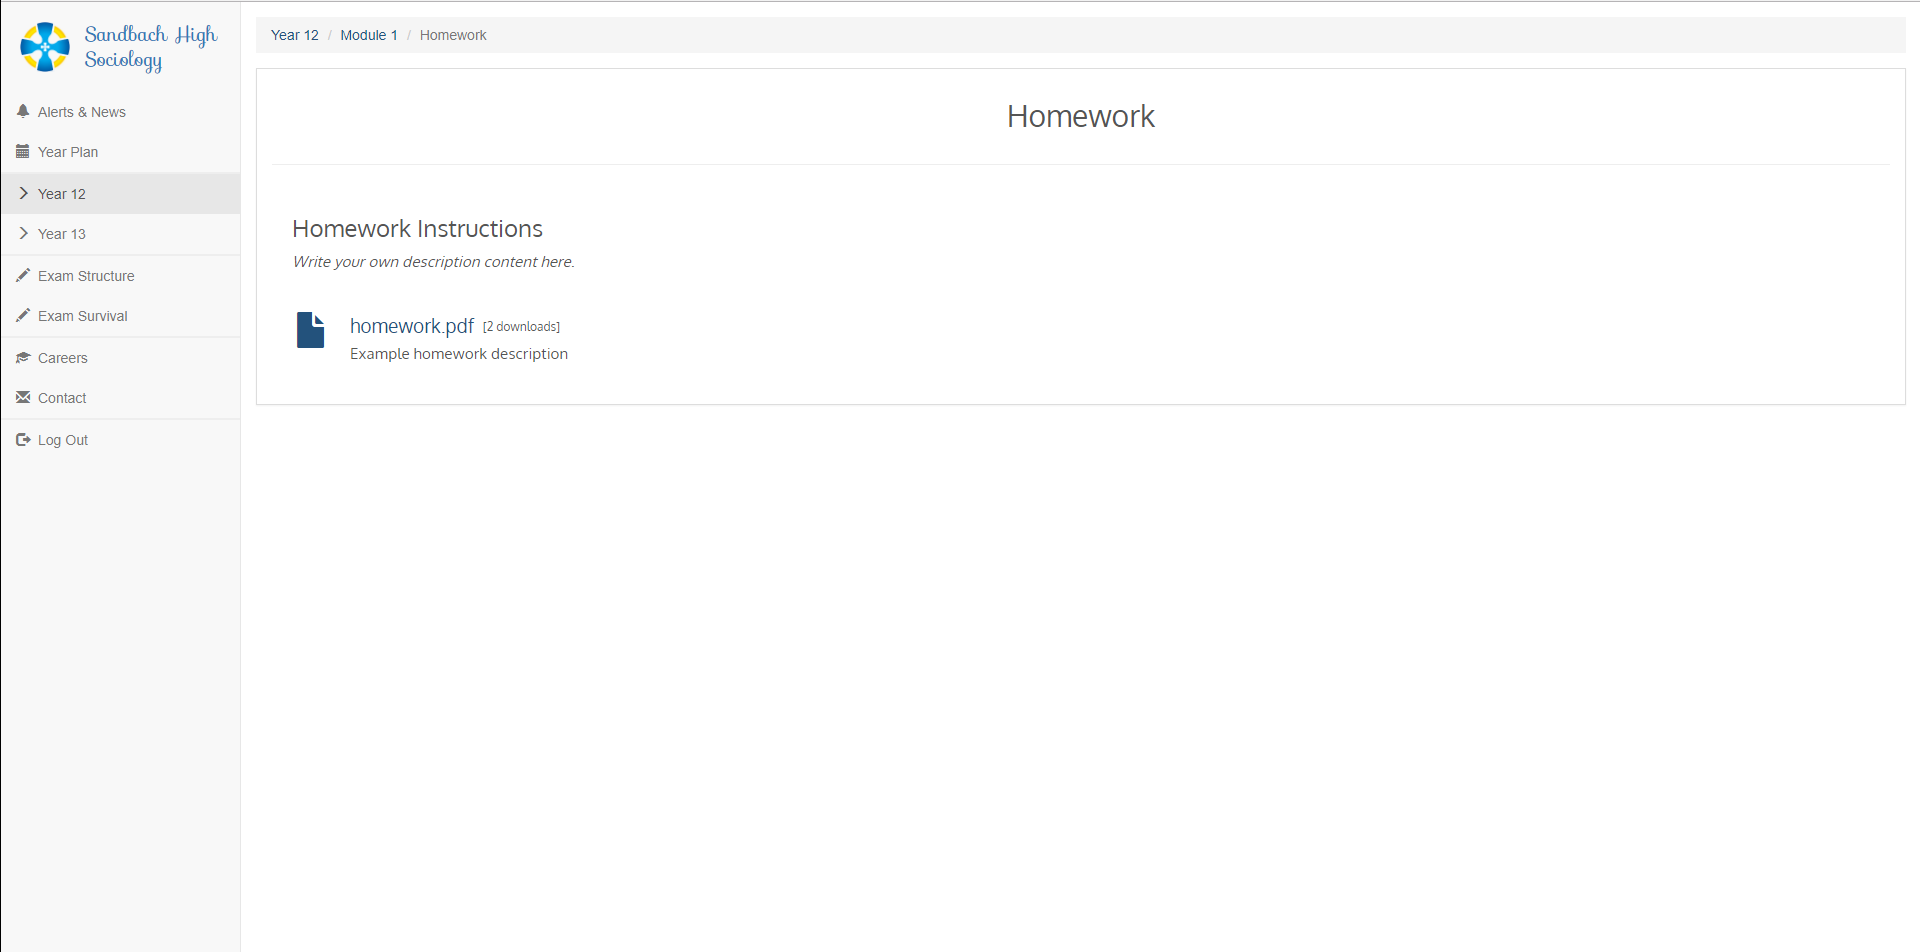 Sandbach High
Sociology
Alerts & News
Year Plan
Year 12
Year 13
Exam Structure
Exam Survival
Careers
Contact
Log Out
Year 12 / Module 1 / Homework
Homework
Homework Instructions
Write your own description content here.
homework.pdf [2 downloads]
Example homework description